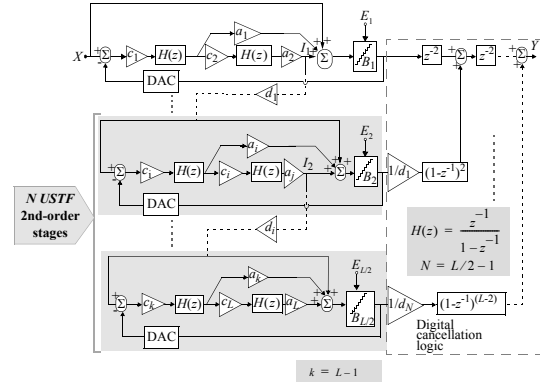 E1
X
+
-
Σ
c1
H(z)
a1
c2
H(z)
a2
I1
+
+
+
Σ
B1
z-2
+
+
Σ
z-2
+
+
Σ
Y
DAC
d1
E2
+
-
Σ
ci
H(z)
ai
ci
H(z)
aj
I2
+
+
+
Σ
B2
1/d1
(1-z-1)2
DAC
N USTF
2nd-order
stages
di
H(z) = z-1 / 1-z-1
N = L/2-1
EL/2
+
-
Σ
ck
H(z)
ak
cL
H(z)
aL
+
+
+
Σ
BL/2
1/dN
(1-z-1)(L-2)
DAC
Digital
cancellation
logic
k = L-1